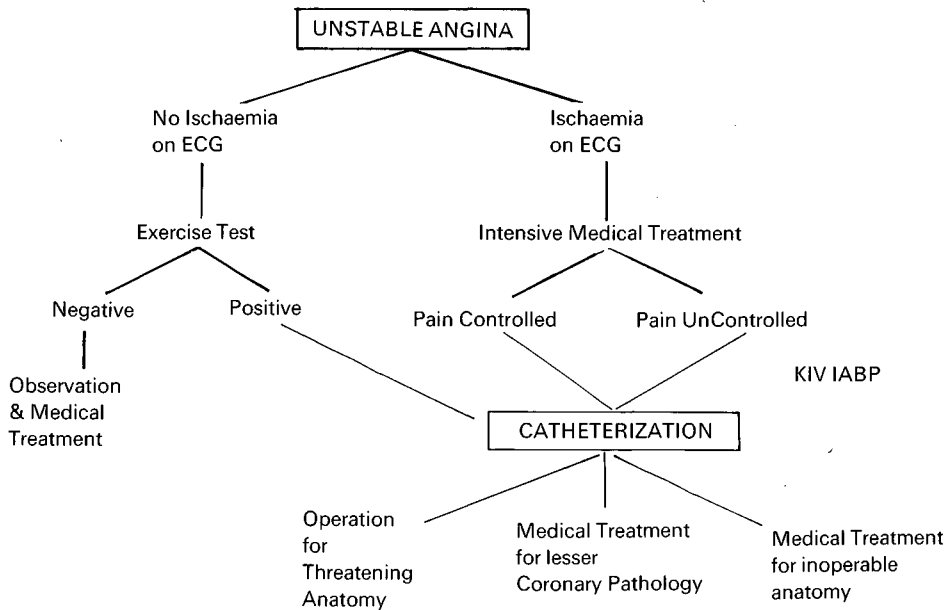 UNSTABLE ANGINA
No Ischaemia
on ECG
Ischaemia
on ECG
Exercise Test
Intensive Medical Treatment
Negative
Positive
Pain Controlled
Pain UnControlled
Observation
& Medical
Treatment
KIV IABP
CATHETERIZATION
Operation
for
Threatening
Anatomy
Medical Treatment
for lesser
Coronary Pathology
Medical Treatment
for inoperable
anatomy